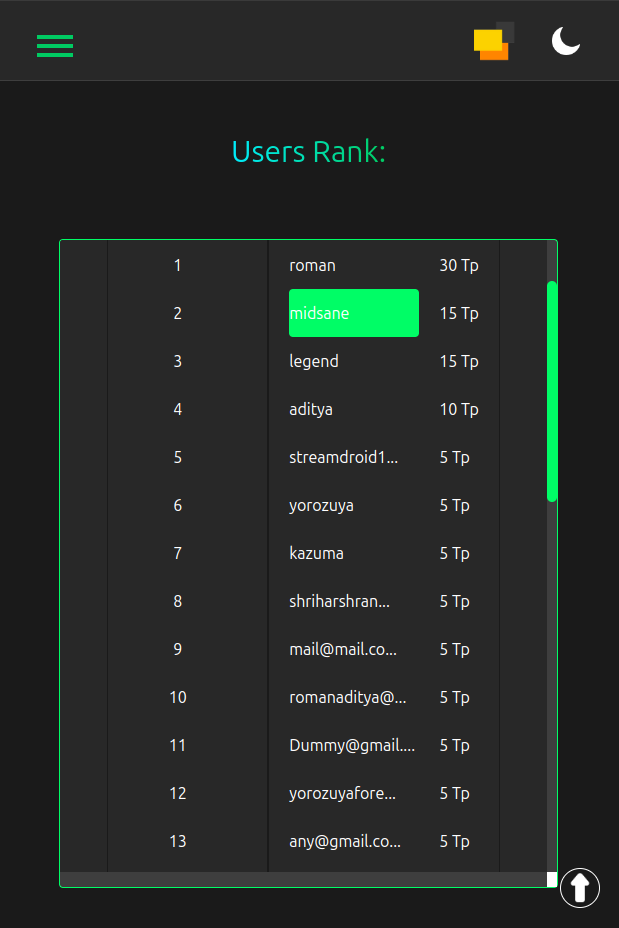 Users Rank:
1 roman 30 Tp
2 midsane 15 Tp
3 legend 15 Tp
4 aditya 10 Tp
5 streamdroid1... 5 Tp
6 yorozuya 5 Tp
7 kazuma 5 Tp
8 shriharshran... 5 Tp
9 mail@mail.co... 5 Tp
10 romanaditya@... 5 Tp
11 Dummy@gmail.... 5 Tp
12 yorozuyafore... 5 Tp
13 any@gmail.co... 5 Tp